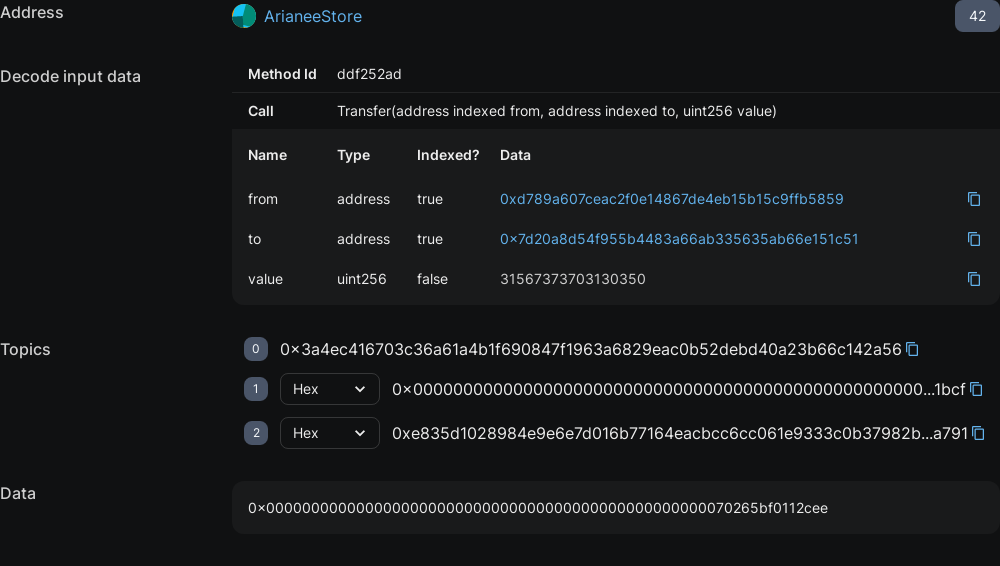 Address ArianeeStore 42
Decode input data
Method Id ddf252ad
Call Transfer(address indexed from, address indexed to, uint256 value)
Name Type Indexed? Data
from address true 0xd789a607ceac2f0e14867de4eb15b15c9ffb5859
to address true 0x7d20a8d54f955b4483a66ab335635ab66e151c51
value uint256 false 31567373703130350
Topics
0 0x3a4ec416703c36a61a4b1f690847f1963a6829eac0b52debd40a23b66c142a56
1 Hex 0x000000000000000000000000000000000000000000000000000...1bcf
2 Hex 0xe835d1028984e9e6e7d016b77164eacbcc6cc061e9333c0b37982b...a791
Data
0x0000000000000000000000000000000000000000000000000070265bf0112cee